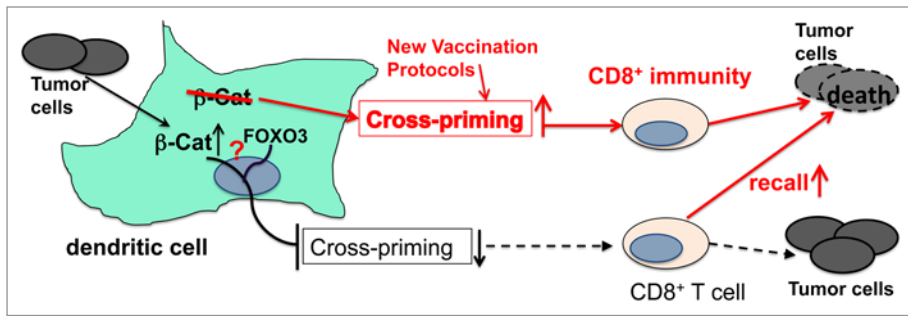 Tumor
cells
β-Cat
β-Cat
?
FOXO3
dendritic cell
New Vaccination
Protocols
Cross-priming
CD8⁺ immunity
Tumor
cells
death
recall
Cross-priming
CD8⁺ T cell
Tumor cells